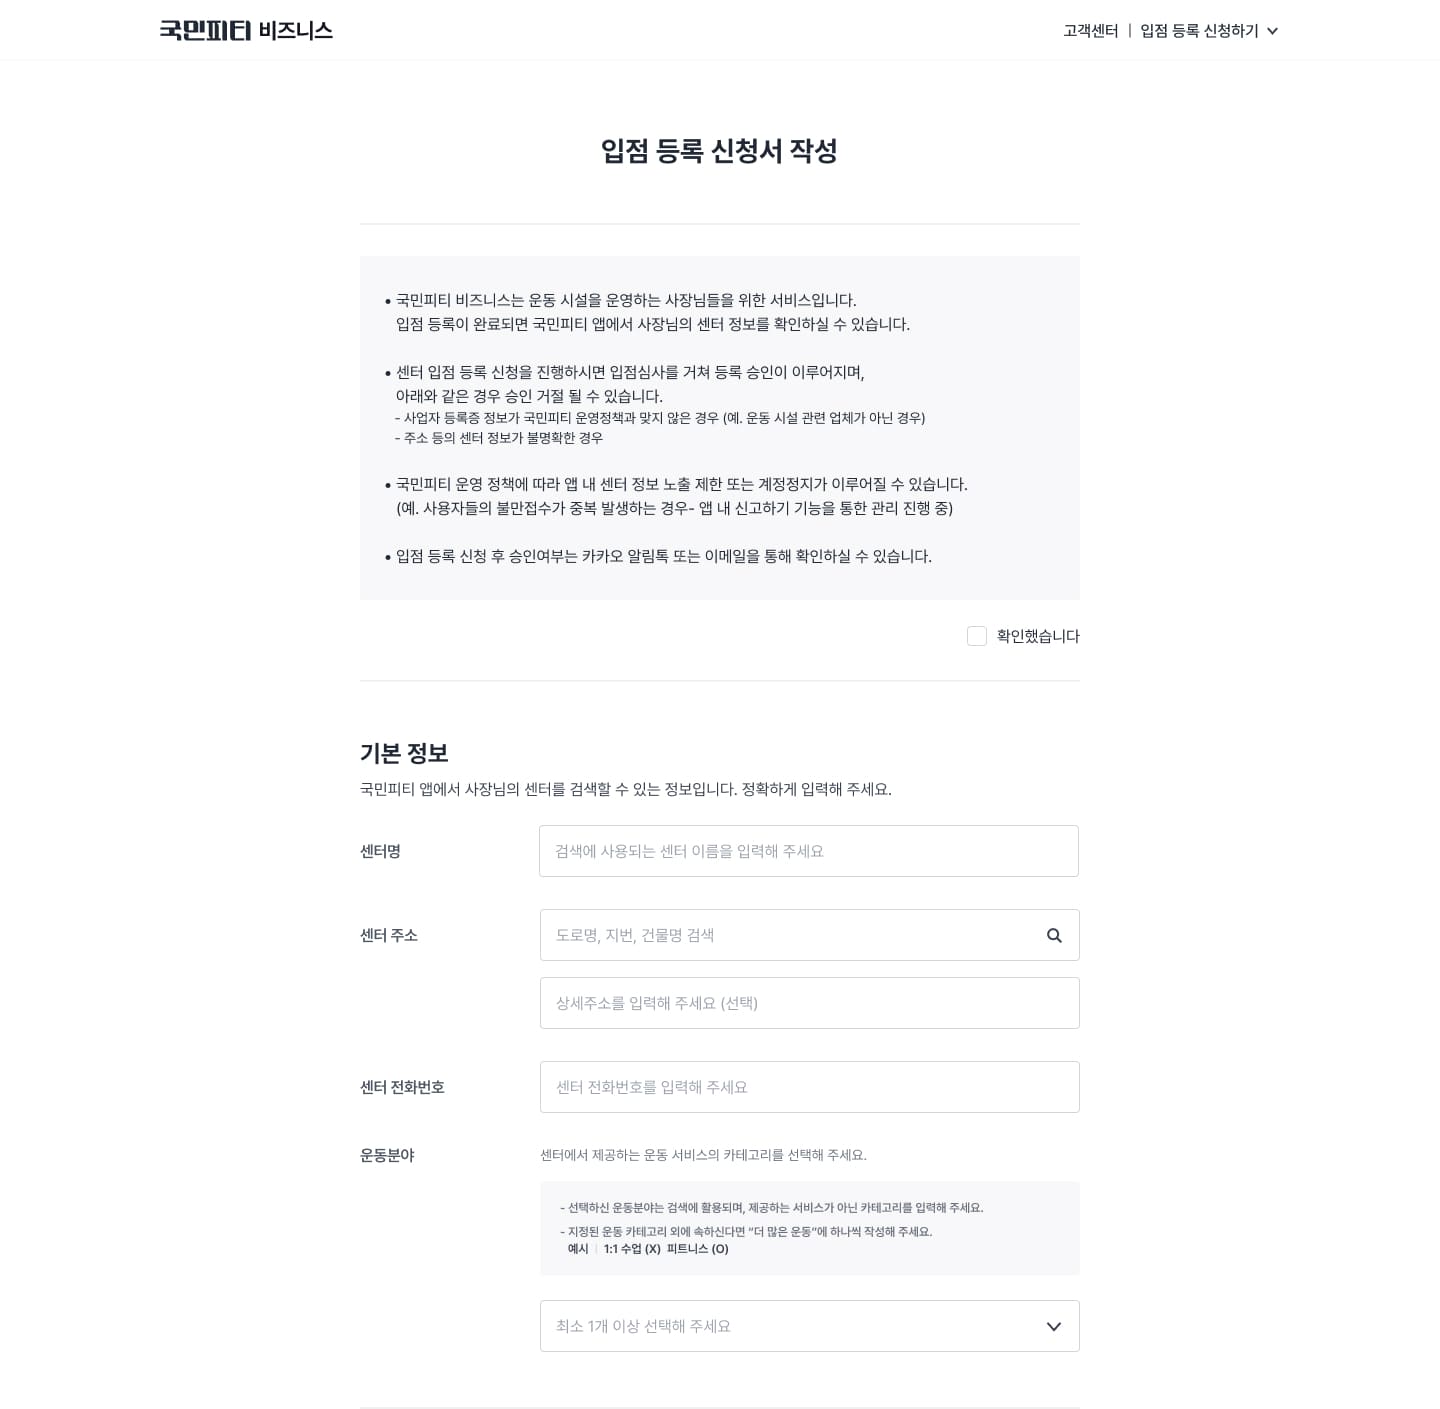 국민피티 비즈니스
고객센터 | 입점 등록 신청하기
입점 등록 신청서 작성
• 국민피티 비즈니스는 운동 시설을 운영하는 사장님들을 위한 서비스입니다.
입점 등록이 완료되면 국민피티 앱에서 사장님의 센터 정보를 확인하실 수 있습니다.
• 센터 입점 등록 신청을 진행하시면 입점심사를 거쳐 등록 승인이 이루어지며,
아래와 같은 경우 승인 거절 될 수 있습니다.
- 사업자 등록증 정보가 국민피티 운영정책과 맞지 않은 경우 (예. 운동 시설 관련 업체가 아닌 경우)
- 주소 등의 센터 정보가 불명확한 경우
• 국민피티 운영 정책에 따라 앱 내 센터 정보 노출 제한 또는 계정정지가 이루어질 수 있습니다.
(예. 사용자들의 불만접수가 중복 발생하는 경우- 앱 내 신고하기 기능을 통한 관리 진행 중)
• 입점 등록 신청 후 승인여부는 카카오 알림톡 또는 이메일을 통해 확인하실 수 있습니다.
확인했습니다
기본 정보
국민피티 앱에서 사장님의 센터를 검색할 수 있는 정보입니다. 정확하게 입력해 주세요.
센터명
검색에 사용되는 센터 이름을 입력해 주세요
센터 주소
도로명, 지번, 건물명 검색
상세주소를 입력해 주세요 (선택)
센터 전화번호
센터 전화번호를 입력해 주세요
운동분야
센터에서 제공하는 운동 서비스의 카테고리를 선택해 주세요.
- 선택하신 운동분야는 검색에 활용되며, 제공하는 서비스가 아닌 카테고리를 입력해 주세요.
- 지정된 운동 카테고리 외에 속하신다면 “더 많은 운동”에 하나씩 작성해 주세요.
예시 | 1:1 수업 (X) 피트니스 (O)
최소 1개 이상 선택해 주세요